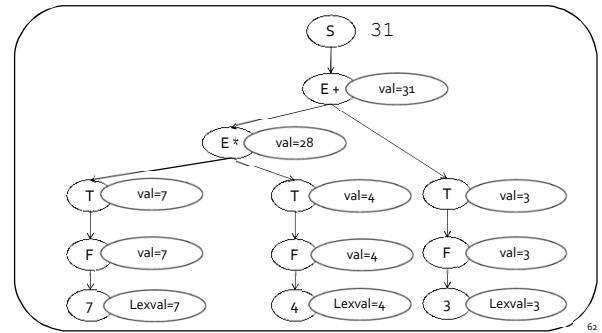 S 31
E + val=31
E * val=28
T val=7 T val=4 T val=3
F val=7 F val=4 F val=3
7 Lexval=7 4 Lexval=4 3 Lexval=3
62